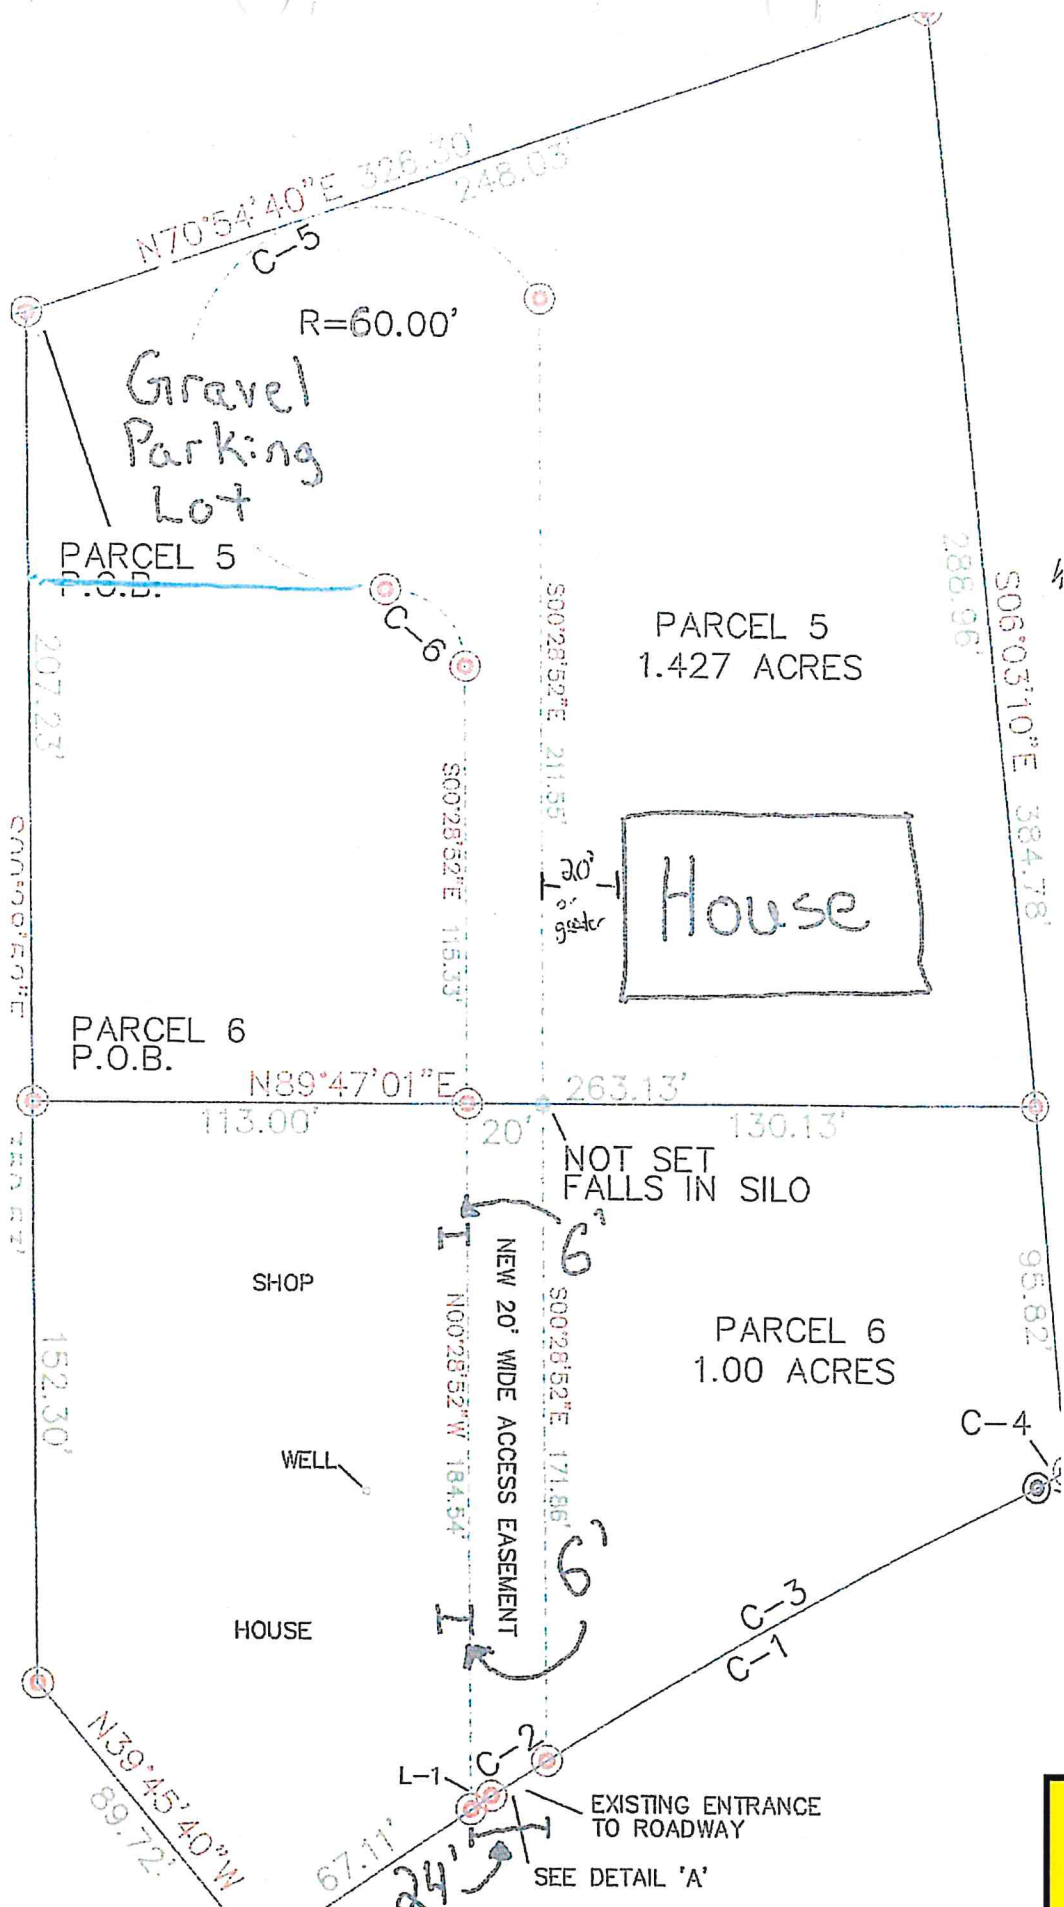 N70°54'40"E 326.30'
248.03'
C-5
R=60.00'
Gravel
Parking
Lot
PARCEL 5
P.O.B.
C-6
207.23'
S00°28'52"E 211.55'
PARCEL 5
1.427 ACRES
288.96'
S06°03'10"E 384.78'
S00°28'52"E 115.33'
20'
or
greater
House
PARCEL 6
P.O.B.
N89°47'01"E
263.13'
113.00'
20'
130.13'
NOT SET
FALLS IN SILO
6'
SHOP
NEW 20' WIDE ACCESS EASEMENT
N00°28'52"W 184.54'
S00°28'52"E 171.86'
PARCEL 6
1.00 ACRES
95.82'
152.30'
C-4
WELL
6'
HOUSE
C-3
C-1
N39°45'40"W
89.72'
L-1
C-2
EXISTING ENTRANCE
TO ROADWAY
67.11'
24'
SEE DETAIL 'A'